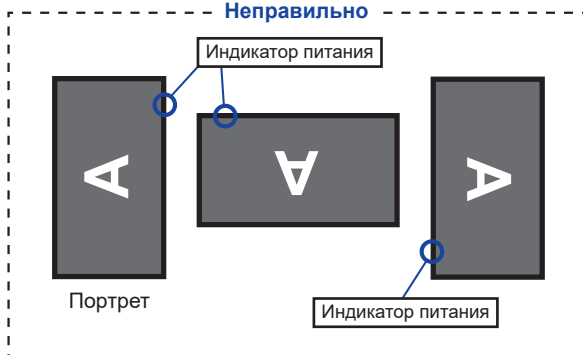 Неправильно
Индикатор питания
A
A
A
Портрет
Индикатор питания